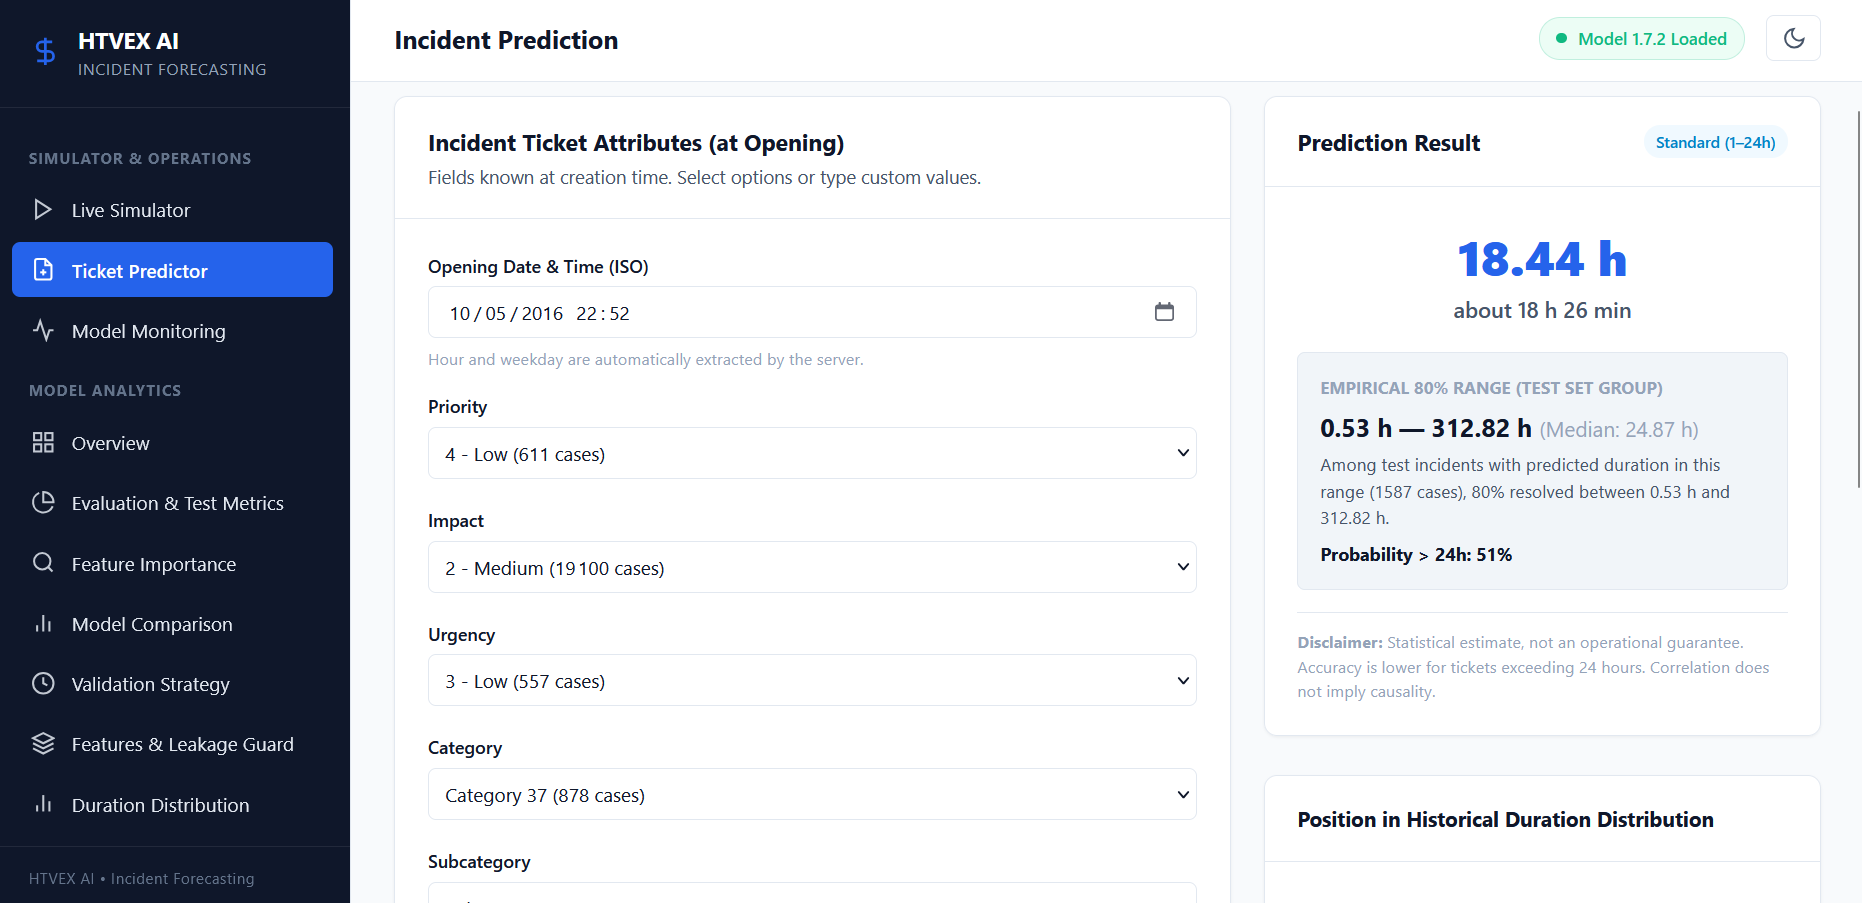 HTVEX AI
INCIDENT FORECASTING
SIMULATOR & OPERATIONS
Live Simulator
Ticket Predictor
Model Monitoring
MODEL ANALYTICS
Overview
Evaluation & Test Metrics
Feature Importance
Model Comparison
Validation Strategy
Features & Leakage Guard
Duration Distribution
HTVEX AI • Incident Forecasting
Incident Prediction
Model 1.7.2 Loaded
Incident Ticket Attributes (at Opening)
Fields known at creation time. Select options or type custom values.
Opening Date & Time (ISO)
10/05/2016 22:52
Hour and weekday are automatically extracted by the server.
Priority
4 - Low (611 cases)
Impact
2 - Medium (19 100 cases)
Urgency
3 - Low (557 cases)
Category
Category 37 (878 cases)
Subcategory
Prediction Result
Standard (1–24h)
18.44 h
about 18 h 26 min
EMPIRICAL 80% RANGE (TEST SET GROUP)
0.53 h — 312.82 h (Median: 24.87 h)
Among test incidents with predicted duration in this
range (1587 cases), 80% resolved between 0.53 h and
312.82 h.
Probability > 24h: 51%
Disclaimer: Statistical estimate, not an operational guarantee.
Accuracy is lower for tickets exceeding 24 hours. Correlation does
not imply causality.
Position in Historical Duration Distribution